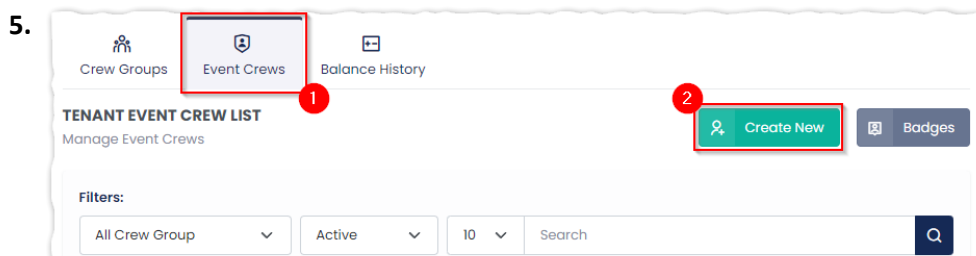 5.
Crew Groups Event Crews Balance History
1
2
TENANT EVENT CREW LIST
Manage Event Crews
Create New Badges
Filters:
All Crew Group Active 10 Search